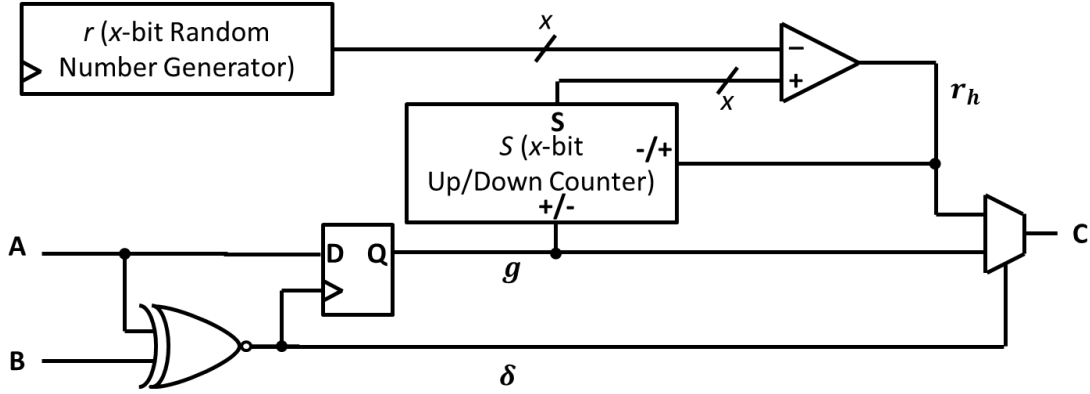 r (x-bit Random
Number Generator)
x
−
+
x
r_h
S
S (x-bit
-/+
Up/Down Counter)
+/-
A
D Q
g
C
B
δ